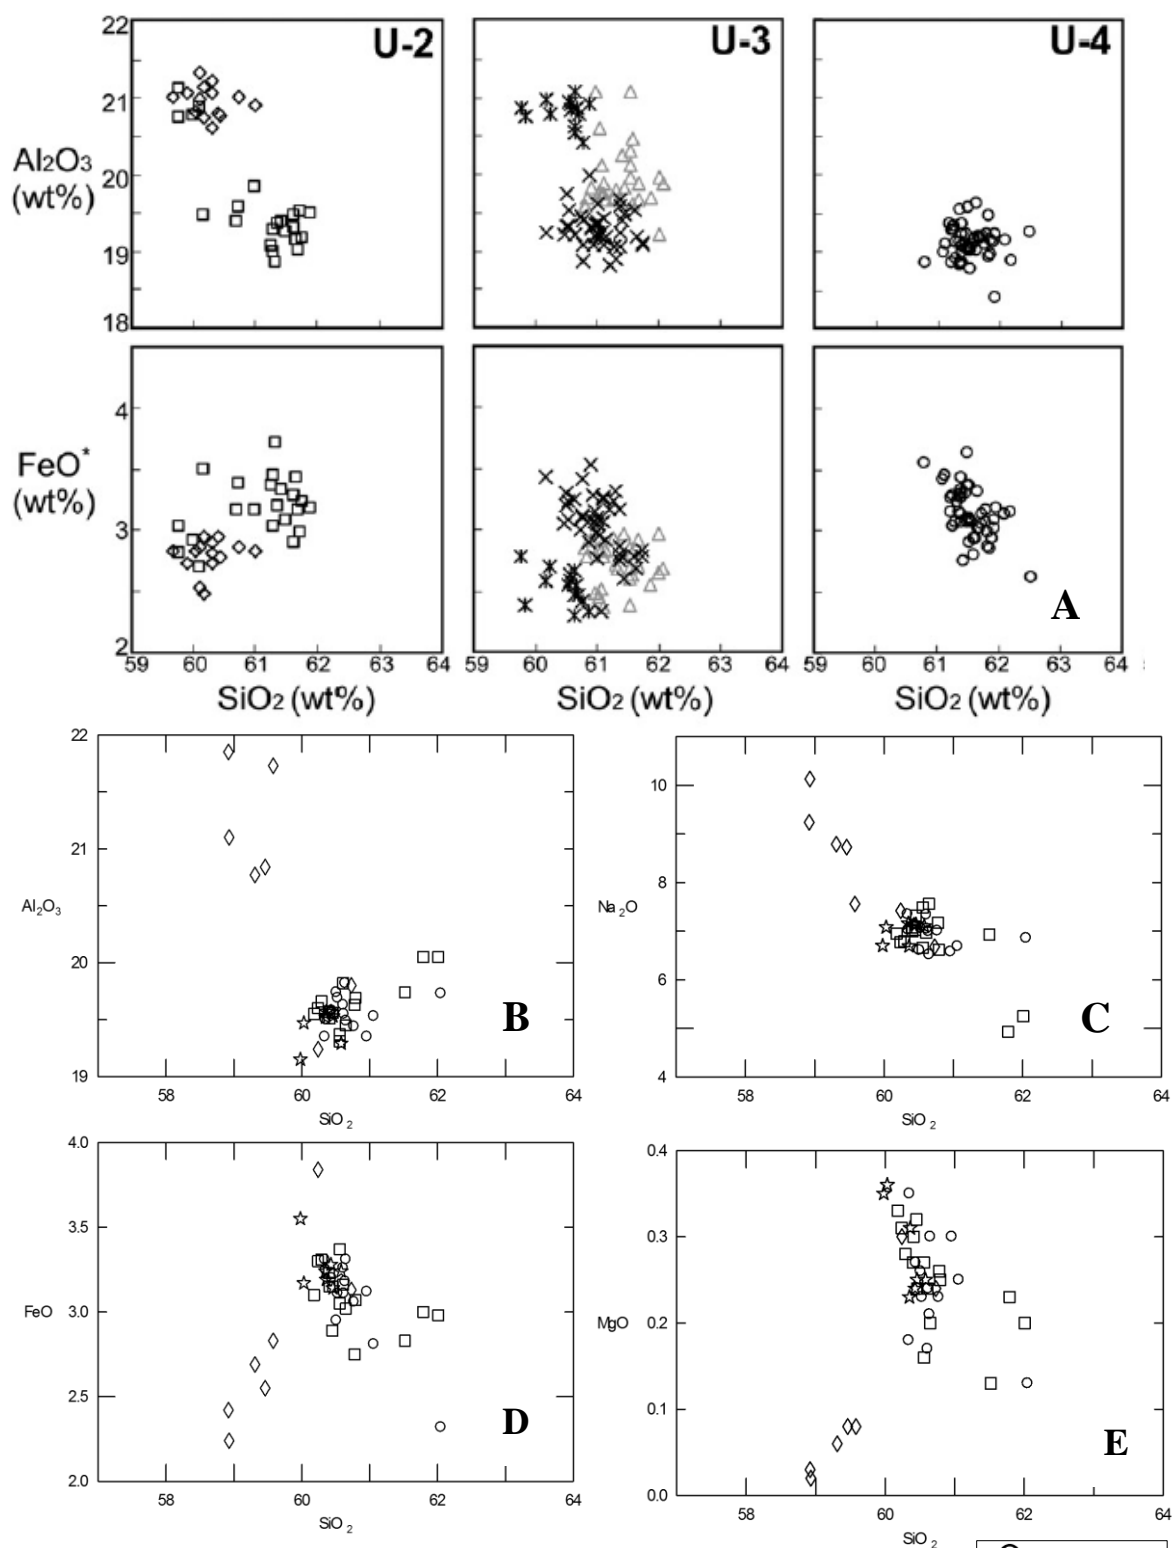 U-2 U-3 U-4
22
21
Al2O3
(wt%)
20
19
18
4
FeO*
(wt%)
3
A
2
59 60 61 62 63 64 59 60 61 62 63 64 59 60 61 62 63 64
SiO2 (wt%) SiO2 (wt%) SiO2 (wt%)
22
21
Al2O3
20
B
19
58 60 62 64
SiO2
10
8
Na2O
6
C
4
58 60 62 64
SiO2
4.0
3.5
FeO
3.0
2.5
D
2.0
58 60 62 64
SiO2
0.4
0.3
MgO
0.2
0.1
E
0.0
58 60 62 64
SiO2